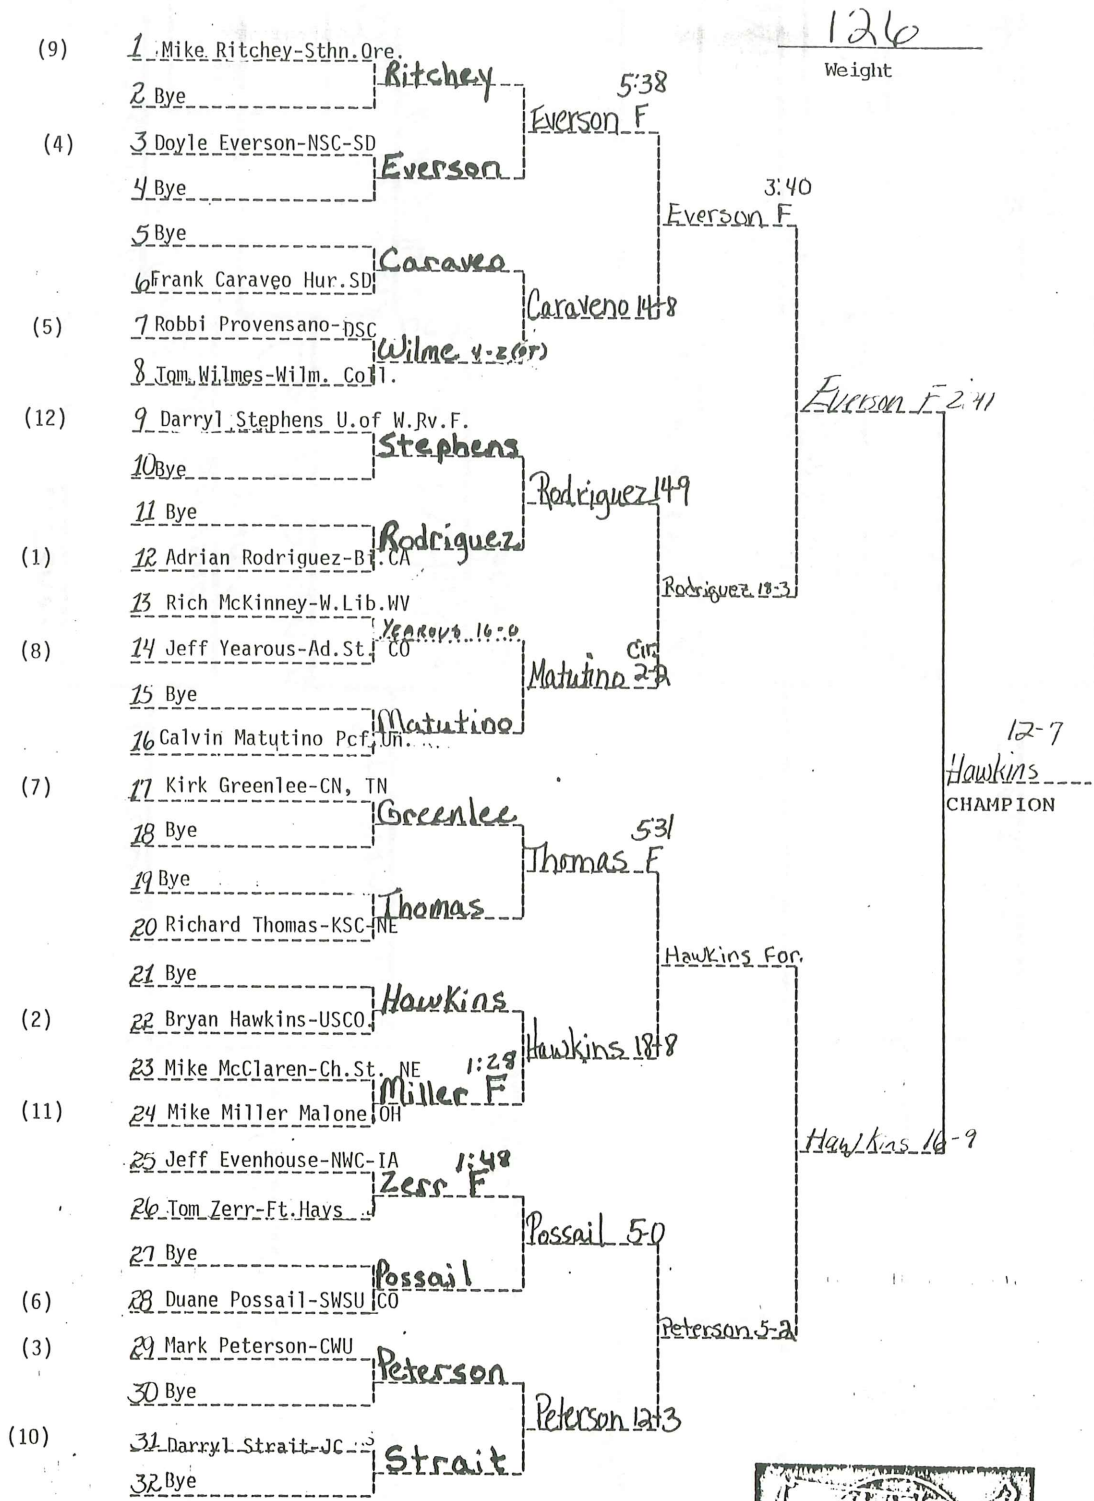 126
Weight
(9) 1 Mike Ritchey-Sthn.Ore.
Ritchey
2 Bye
5:38
Everson F
(4) 3 Doyle Everson-NSC-SD
Everson
4 Bye
3:40
Everson F
5 Bye
Caraveo
6 Frank Caraveo Hur.SD
Caraveno 14-8
(5) 7 Robbi Provensano-DSC
Wilme 4-2(OT)
8 Tom Wilmes-Wilm. Coll.
Everson F 2:41
(12) 9 Darryl Stephens U.of W.Rv.F.
Stephens
10 Bye
Rodriguez 14-9
11 Bye
Rodriguez
(1) 12 Adrian Rodriguez-Bi.CA
Rodriguez 18-3
13 Rich McKinney-W.Lib.WV
Yearous 16-0
(8) 14 Jeff Yearous-Ad.St. CO
Crit.
Matutino 2-2
15 Bye
Matutino
16 Calvin Matutino Pcf.Un.
12-7
Hawkins
CHAMPION
(7) 17 Kirk Greenlee-CN, TN
Greenlee
18 Bye
5:31
Thomas F
19 Bye
Thomas
20 Richard Thomas-KSC-NE
Hawkins For.
21 Bye
Hawkins
(2) 22 Bryan Hawkins-USCO.
Hawkins 18-8
23 Mike McClaren-Ch.St. NE
1:28
Miller F
(11) 24 Mike Miller Malone OH
Hawkins 16-9
25 Jeff Evenhouse-NWC-IA
1:48
Zerr F
26 Tom Zerr-Ft.Hays
Possail 5-0
27 Bye
Possail
(6) 28 Duane Possail-SWSU CO
Peterson 5-2
(3) 29 Mark Peterson-CWU
Peterson
30 Bye
Peterson 12-3
(10) 31 Darryl Strait-JC
Strait
32 Bye